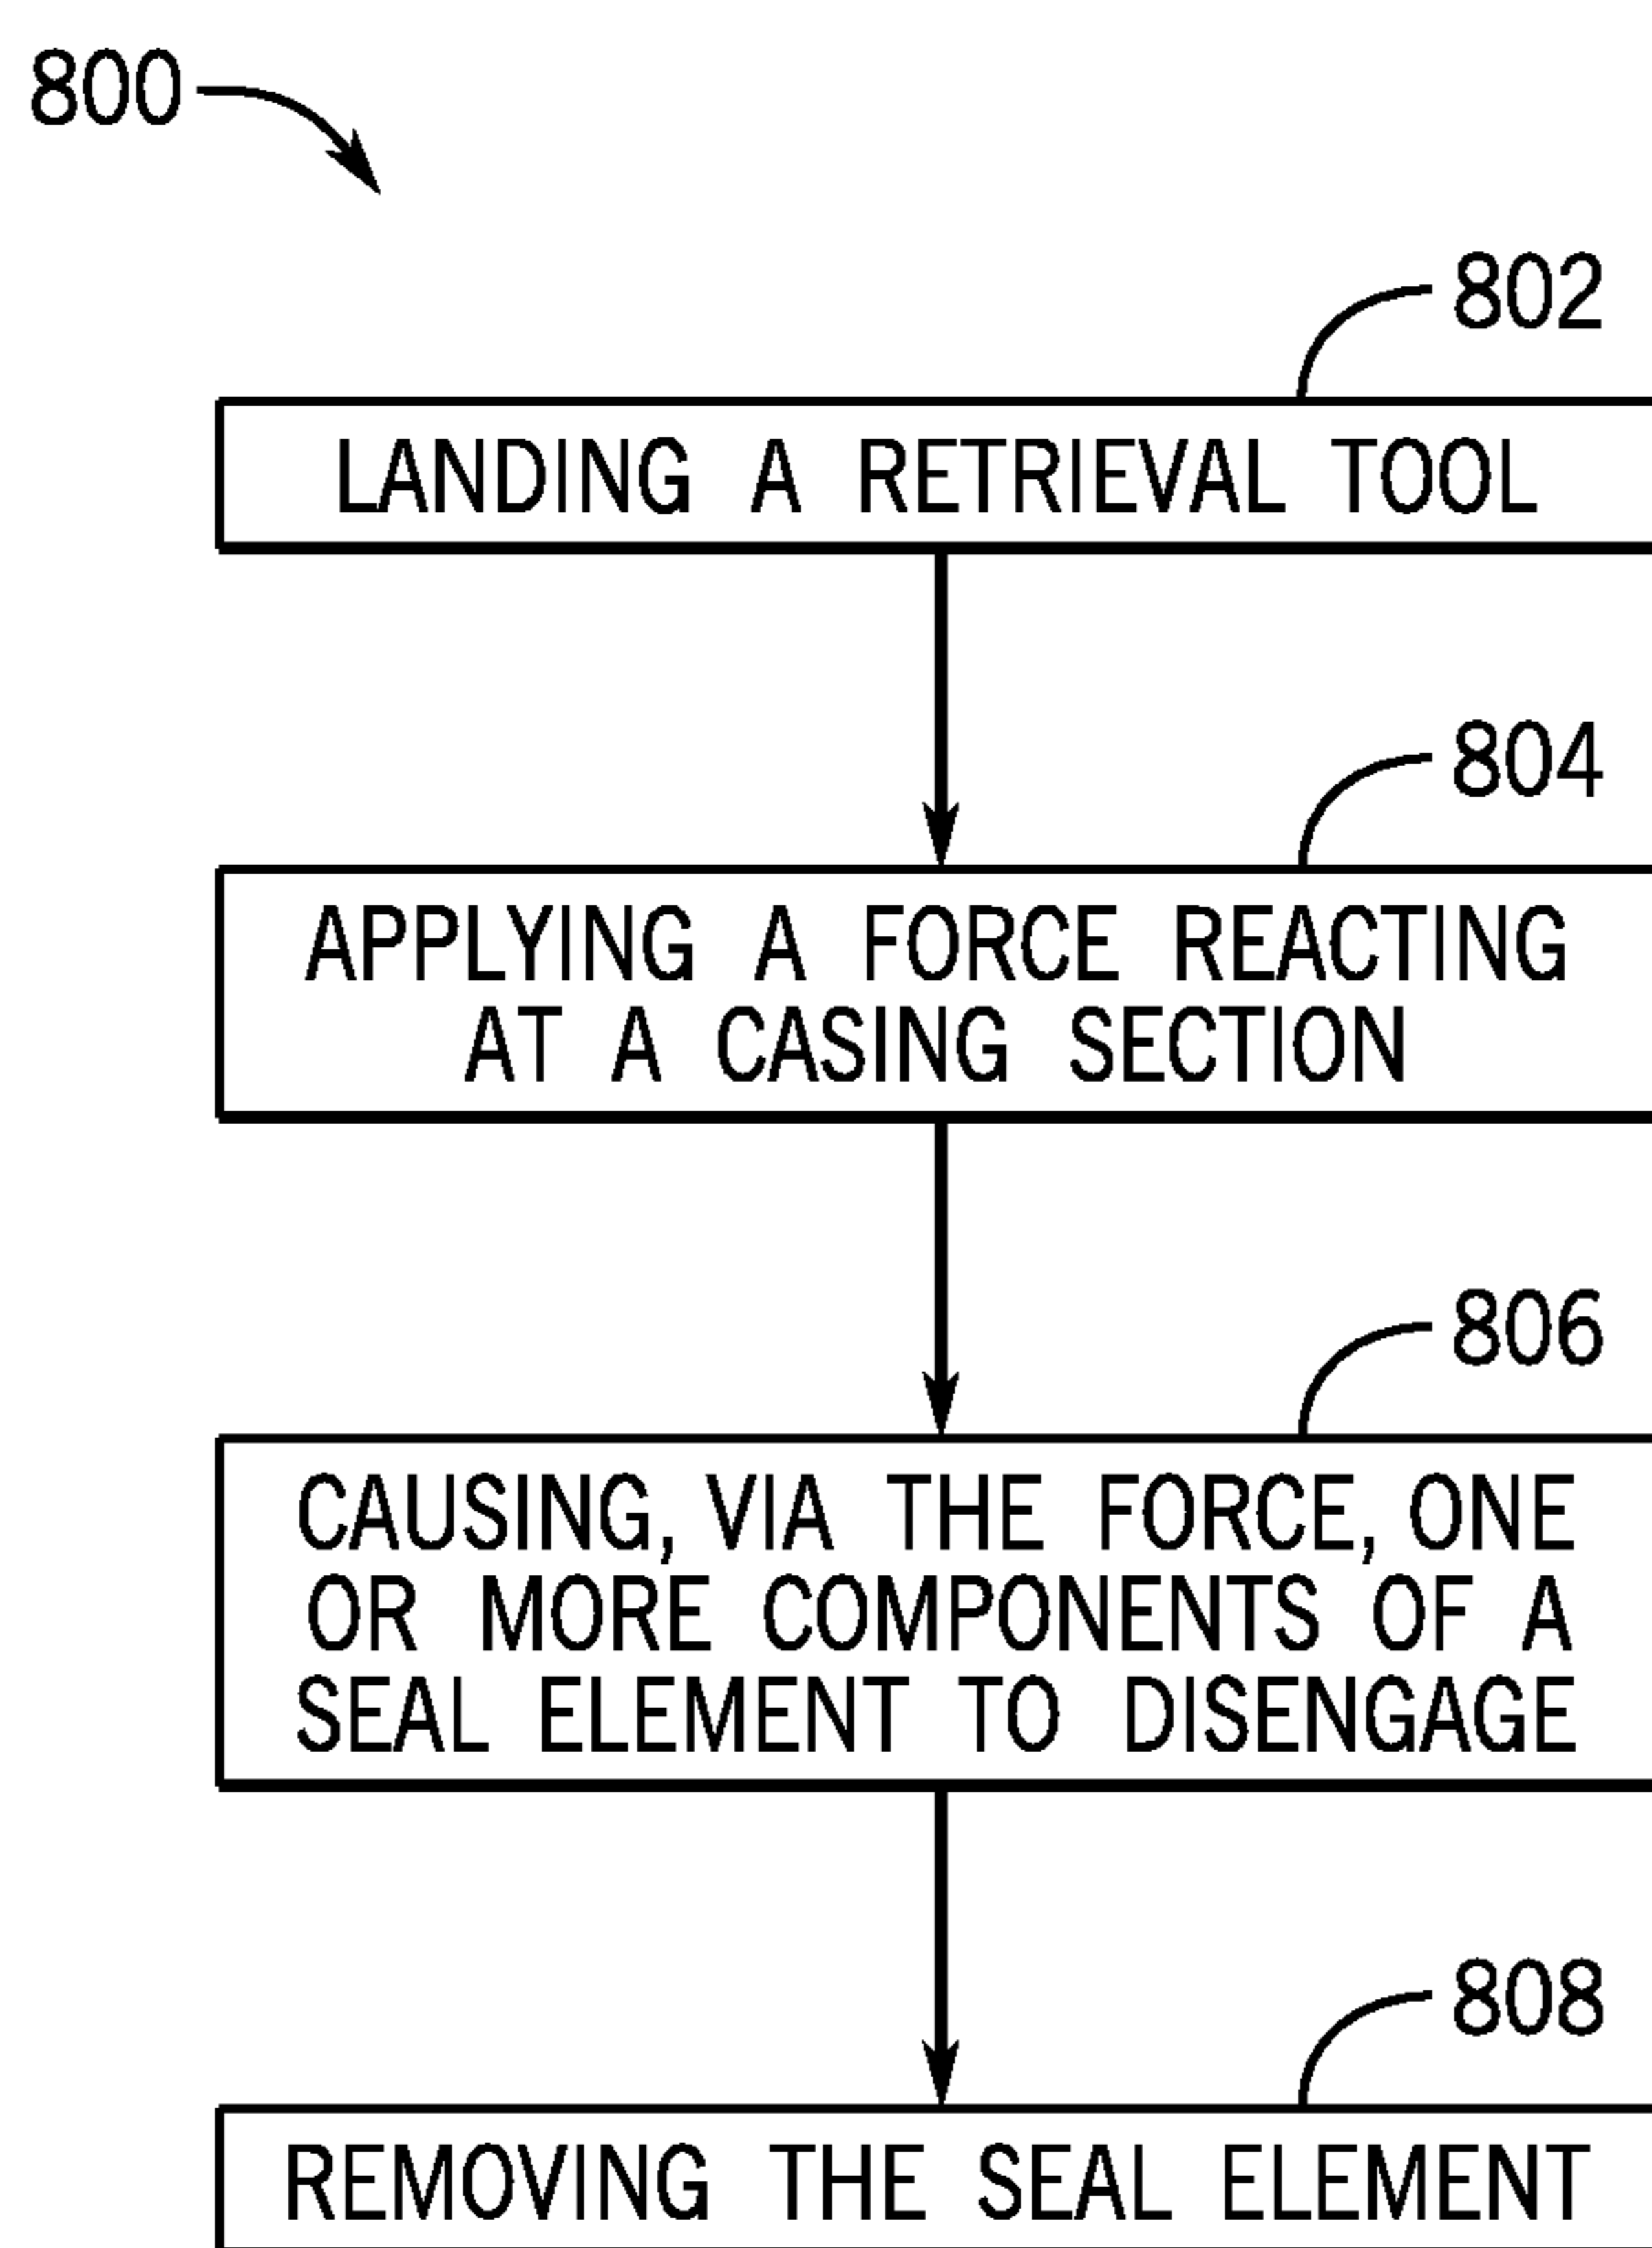 800
802
LANDING A RETRIEVAL TOOL
804
APPLYING A FORCE REACTING
AT A CASING SECTION
806
CAUSING, VIA THE FORCE, ONE
OR MORE COMPONENTS OF A
SEAL ELEMENT TO DISENGAGE
808
REMOVING THE SEAL ELEMENT